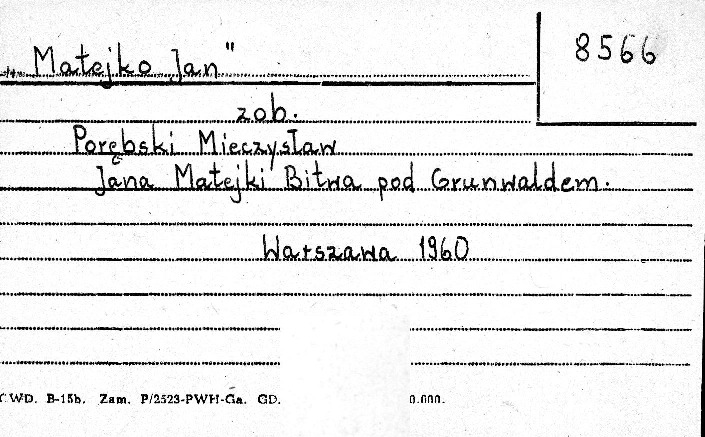 „Matejko Jan"
8566
zob.
Porębski Mieczysław
Jana Matejki Bitwa pod Grunwaldem.
Warszawa 1960
CWD. B-15b. Zam. P/2523-PWH-Ga. GD. 0.000.